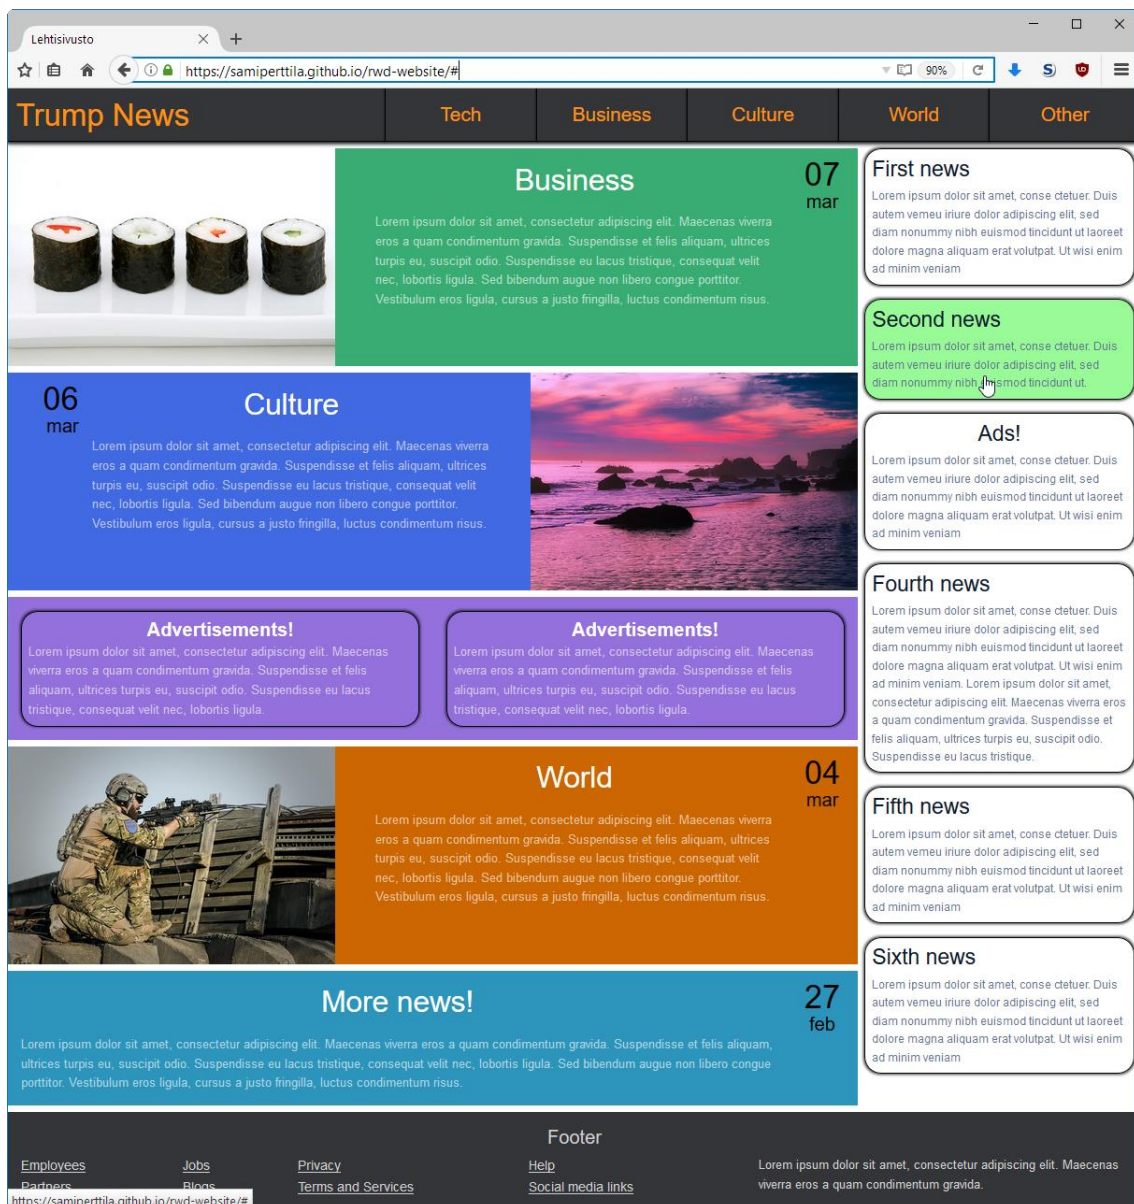 Lehtisivusto
https://samiperttila.github.io/rwd-website/#
90%
Trump News
Tech
Business
Culture
World
Other
Business
07
mar
Lorem ipsum dolor sit amet, consectetur adipiscing elit. Maecenas viverra
eros a quam condimentum gravida. Suspendisse et felis aliquam, ultrices
turpis eu, suscipit odio. Suspendisse eu lacus tristique, consequat velit
nec, lobortis ligula. Sed bibendum augue non libero congue porttitor.
Vestibulum eros ligula, cursus a justo fringilla, luctus condimentum risus.
06
mar
Culture
Lorem ipsum dolor sit amet, consectetur adipiscing elit. Maecenas viverra
eros a quam condimentum gravida. Suspendisse et felis aliquam, ultrices
turpis eu, suscipit odio. Suspendisse eu lacus tristique, consequat velit
nec, lobortis ligula. Sed bibendum augue non libero congue porttitor.
Vestibulum eros ligula, cursus a justo fringilla, luctus condimentum risus.
Advertisements!
Lorem ipsum dolor sit amet, consectetur adipiscing elit. Maecenas
viverra eros a quam condimentum gravida. Suspendisse et felis
aliquam, ultrices turpis eu, suscipit odio. Suspendisse eu lacus
tristique, consequat velit nec, lobortis ligula.
Advertisements!
Lorem ipsum dolor sit amet, consectetur adipiscing elit. Maecenas
viverra eros a quam condimentum gravida. Suspendisse et felis
aliquam, ultrices turpis eu, suscipit odio. Suspendisse eu lacus
tristique, consequat velit nec, lobortis ligula.
World
04
mar
Lorem ipsum dolor sit amet, consectetur adipiscing elit. Maecenas viverra
eros a quam condimentum gravida. Suspendisse et felis aliquam, ultrices
turpis eu, suscipit odio. Suspendisse eu lacus tristique, consequat velit
nec, lobortis ligula. Sed bibendum augue non libero congue porttitor.
Vestibulum eros ligula, cursus a justo fringilla, luctus condimentum risus.
More news!
27
feb
Lorem ipsum dolor sit amet, consectetur adipiscing elit. Maecenas viverra eros a quam condimentum gravida. Suspendisse et felis aliquam,
ultrices turpis eu, suscipit odio. Suspendisse eu lacus tristique, consequat velit nec, lobortis ligula. Sed bibendum augue non libero congue
porttitor. Vestibulum eros ligula, cursus a justo fringilla, luctus condimentum risus.
First news
Lorem ipsum dolor sit amet, conse ctetuer. Duis
autem vemeu iriure dolor adipiscing elit, sed
diam nonummy nibh euismod tincidunt ut laoreet
dolore magna aliquam erat volutpat. Ut wisi enim
ad minim veniam
Second news
Lorem ipsum dolor sit amet, conse ctetuer. Duis
autem vemeu iriure dolor adipiscing elit, sed
diam nonummy nibh euismod tincidunt ut.
Ads!
Lorem ipsum dolor sit amet, conse ctetuer. Duis
autem vemeu iriure dolor adipiscing elit, sed
diam nonummy nibh euismod tincidunt ut laoreet
dolore magna aliquam erat volutpat. Ut wisi enim
ad minim veniam
Fourth news
Lorem ipsum dolor sit amet, conse ctetuer. Duis
autem vemeu iriure dolor adipiscing elit, sed
diam nonummy nibh euismod tincidunt ut laoreet
dolore magna aliquam erat volutpat. Ut wisi enim
ad minim veniam. Lorem ipsum dolor sit amet,
consectetur adipiscing elit. Maecenas viverra eros
a quam condimentum gravida. Suspendisse et
felis aliquam, ultrices turpis eu, suscipit odio.
Suspendisse eu lacus tristique.
Fifth news
Lorem ipsum dolor sit amet, conse ctetuer. Duis
autem vemeu iriure dolor adipiscing elit, sed
diam nonummy nibh euismod tincidunt ut laoreet
dolore magna aliquam erat volutpat. Ut wisi enim
ad minim veniam
Sixth news
Lorem ipsum dolor sit amet, conse ctetuer. Duis
autem vemeu iriure dolor adipiscing elit, sed
diam nonummy nibh euismod tincidunt ut laoreet
dolore magna aliquam erat volutpat. Ut wisi enim
ad minim veniam
Footer
Employees
Partners
Jobs
Blogs
Privacy
Terms and Services
Help
Social media links
Lorem ipsum dolor sit amet, consectetur adipiscing elit. Maecenas
viverra eros a quam condimentum gravida.
https://samiperttila.github.io/rwd-website/#